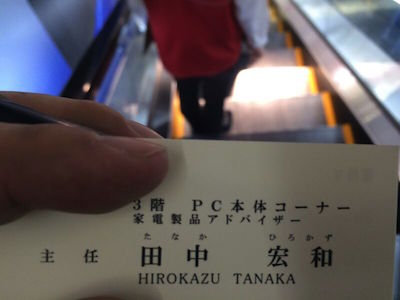 3階 PC本体コーナー
家電製品アドバイザー
たなか ひろかず
主任 田中 宏和
HIROKAZU TANAKA